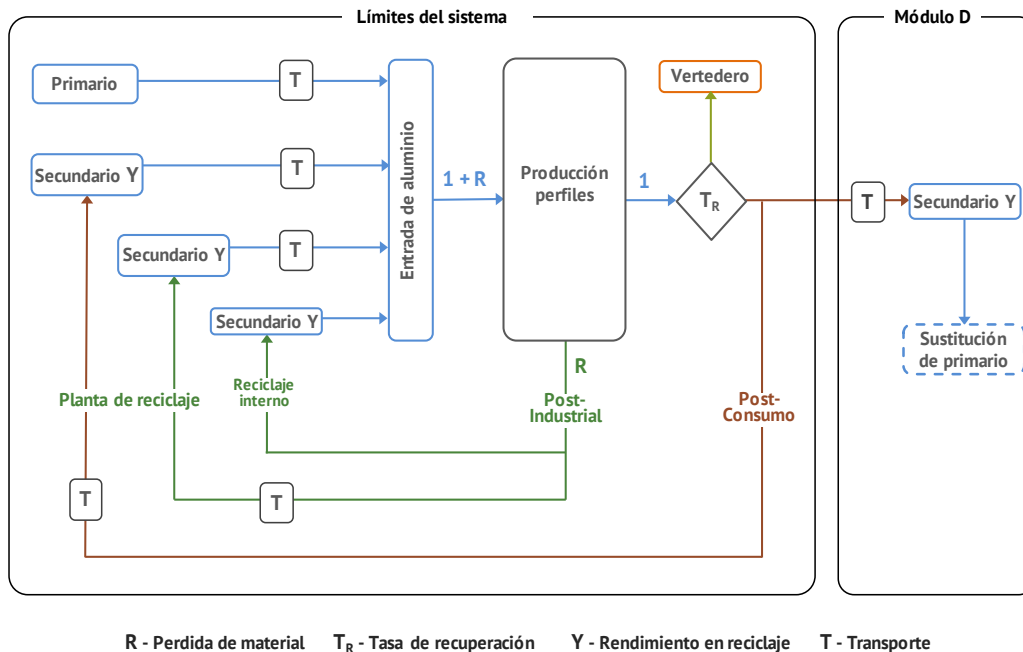 Límites del sistema
Módulo D
Primario
T
Secundario Y
T
Secundario Y
T
Secundario Y
Entrada de aluminio
1 + R
Producción
perfiles
1
T_R
Vertedero
T
Secundario Y
Sustitución
de primario
R
Post-
Industrial
Post-
Consumo
Planta de reciclaje
Reciclaje
interno
T
T
R - Perdida de material T_R - Tasa de recuperación Y - Rendimiento en reciclaje T - Transporte